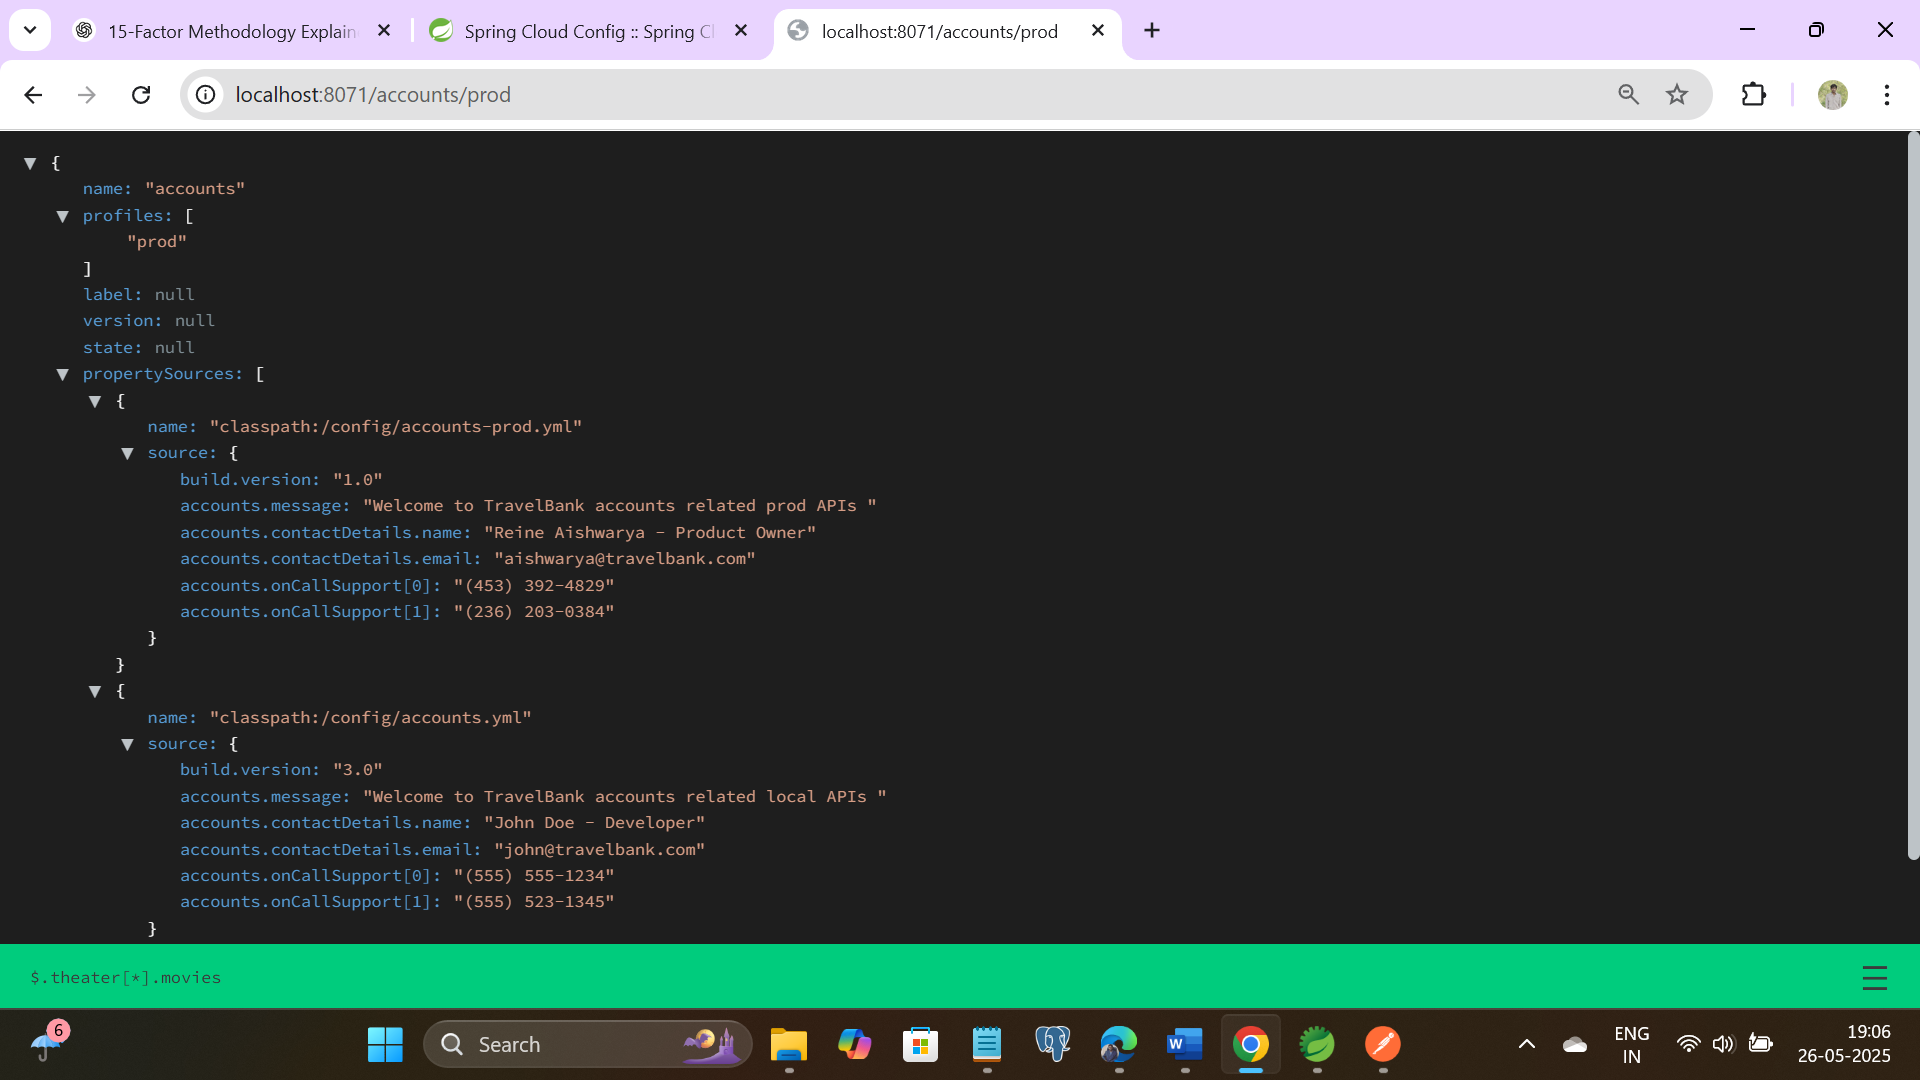 15-Factor Methodology Explain
Spring Cloud Config :: Spring Cl
localhost:8071/accounts/prod
localhost:8071/accounts/prod
{
name: "accounts"
profiles: [
"prod"
]
label: null
version: null
state: null
propertySources: [
{
name: "classpath:/config/accounts-prod.yml"
source: {
build.version: "1.0"
accounts.message: "Welcome to TravelBank accounts related prod APIs "
accounts.contactDetails.name: "Reine Aishwarya - Product Owner"
accounts.contactDetails.email: "aishwarya@travelbank.com"
accounts.onCallSupport[0]: "(453) 392-4829"
accounts.onCallSupport[1]: "(236) 203-0384"
}
}
{
name: "classpath:/config/accounts.yml"
source: {
build.version: "3.0"
accounts.message: "Welcome to TravelBank accounts related local APIs "
accounts.contactDetails.name: "John Doe - Developer"
accounts.contactDetails.email: "john@travelbank.com"
accounts.onCallSupport[0]: "(555) 555-1234"
accounts.onCallSupport[1]: "(555) 523-1345"
}
$.theater[*].movies
6
Search
W
ENG
IN
19:06
26-05-2025